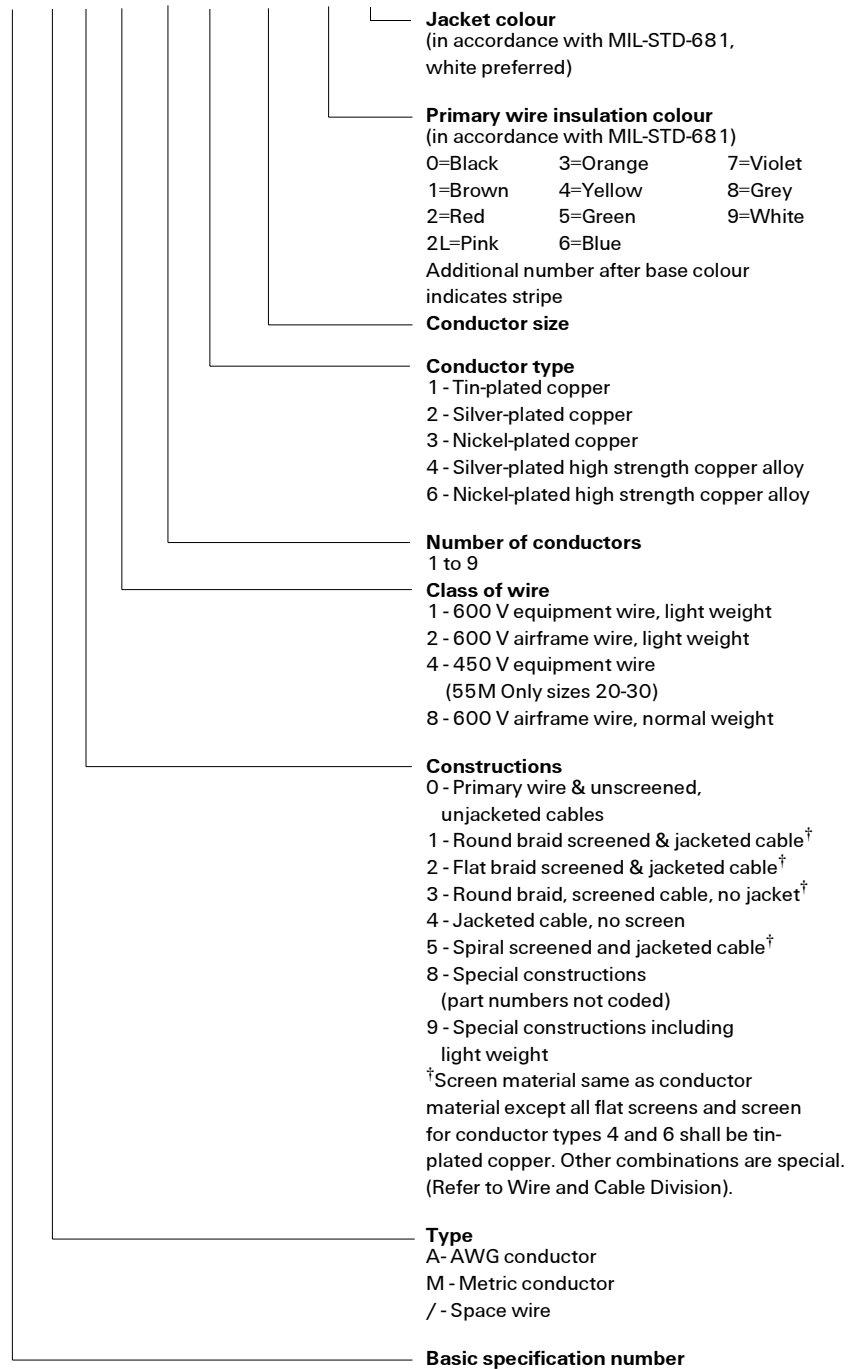 Jacket colour
(in accordance with MIL-STD-681,
white preferred)
Primary wire insulation colour
(in accordance with MIL-STD-681)
0=Black 3=Orange 7=Violet
1=Brown 4=Yellow 8=Grey
2=Red 5=Green 9=White
2L=Pink 6=Blue
Additional number after base colour
indicates stripe
Conductor size
Conductor type
1 - Tin-plated copper
2 - Silver-plated copper
3 - Nickel-plated copper
4 - Silver-plated high strength copper alloy
6 - Nickel-plated high strength copper alloy
Number of conductors
1 to 9
Class of wire
1 - 600 V equipment wire, light weight
2 - 600 V airframe wire, light weight
4 - 450 V equipment wire
(55M Only sizes 20-30)
8 - 600 V airframe wire, normal weight
Constructions
0 - Primary wire & unscreened,
unjacketed cables
1 - Round braid screened & jacketed cable†
2 - Flat braid screened & jacketed cable†
3 - Round braid, screened cable, no jacket†
4 - Jacketed cable, no screen
5 - Spiral screened and jacketed cable†
8 - Special constructions
(part numbers not coded)
9 - Special constructions including
light weight
†Screen material same as conductor
material except all flat screens and screen
for conductor types 4 and 6 shall be tin-
plated copper. Other combinations are special.
(Refer to Wire and Cable Division).
Type
A- AWG conductor
M - Metric conductor
/ - Space wire
Basic specification number